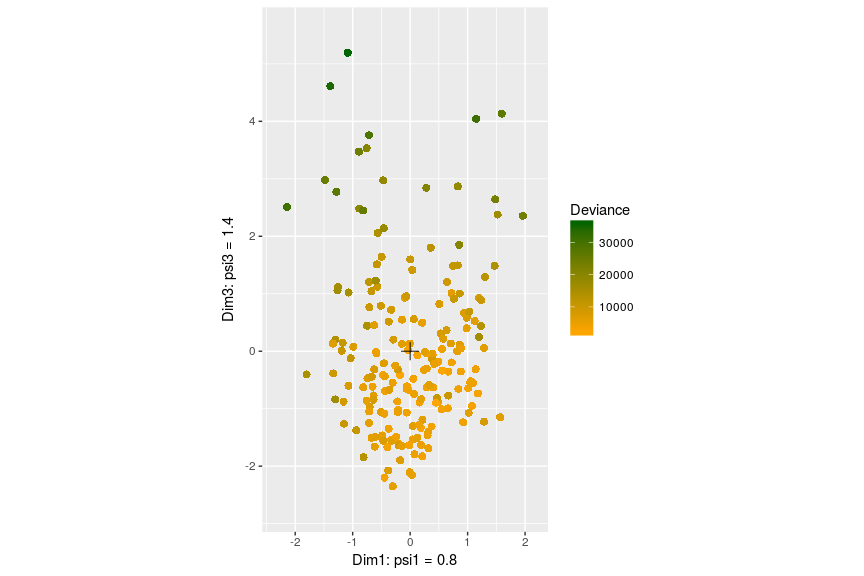 4
2
0
-2
Dim3: psi3 = 1.4
-2 -1 0 1 2
Dim1: psi1 = 0.8
Deviance
30000
20000
10000